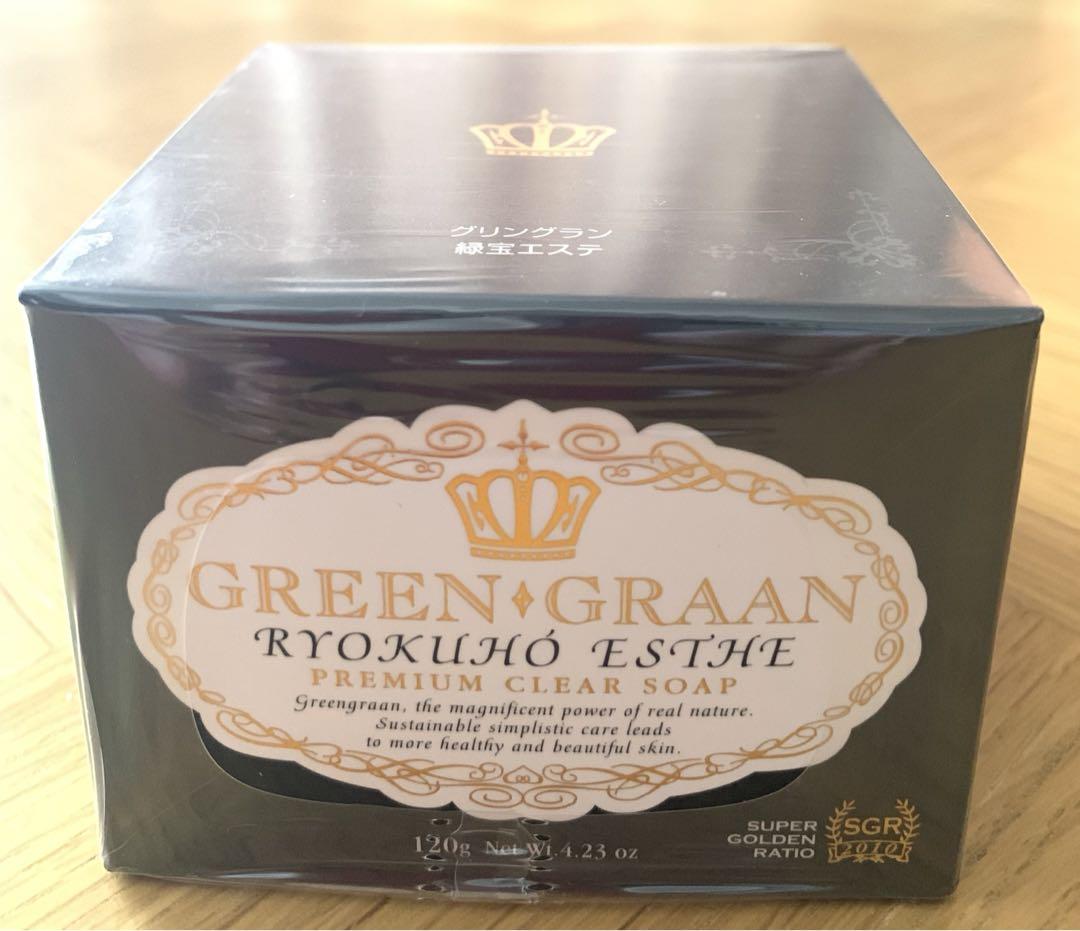 グリングラン
緑宝エステ
GREEN♦GRAAN
RYOKUHÓ ESTHE
PREMIUM CLEAR SOAP
Greengraan, the magnificent power of real nature.
Sustainable simplistic care leads
to more healthy and beautiful skin.
120g Net Wt.4.23 oz
SUPER
GOLDEN
RATIO
SGR
2010